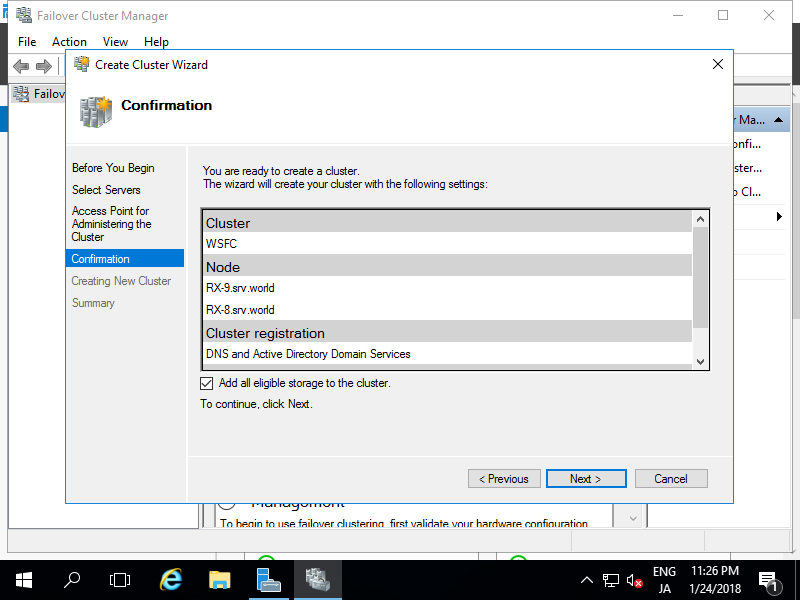 Failover Cluster Manager
File Action View Help
Create Cluster Wizard
Failov
Confirmation
r Ma...
onfi...
ster...
o Cl...
Before You Begin
Select Servers
Access Point for
Administering the
Cluster
Confirmation
Creating New Cluster
Summary
You are ready to create a cluster.
The wizard will create your cluster with the following settings:
Cluster
WSFC
Node
RX-9.srv.world
RX-8.srv.world
Cluster registration
DNS and Active Directory Domain Services
Add all eligible storage to the cluster.
To continue, click Next.
< Previous Next > Cancel
Management
To begin to use failover clustering, first validate your hardware configuration
ENG
JA
11:26 PM
1/24/2018
1